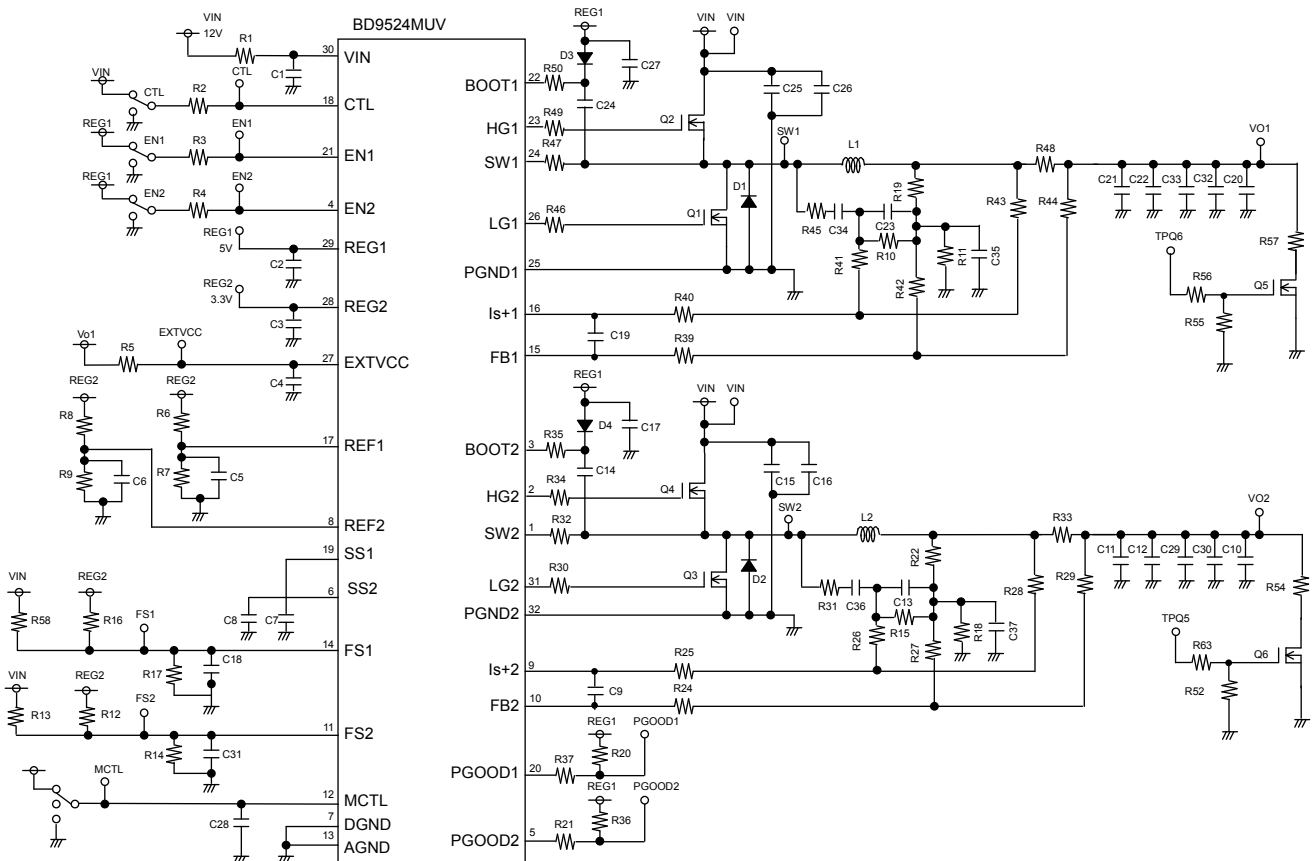 BD9524MUV
VIN
12V
R1
30
VIN
C1
VIN
CTL
R2
CTL
18
CTL
REG1
EN1
R3
EN1
21
EN1
REG1
EN2
R4
EN2
4
EN2
REG1
5V
29
REG1
C2
REG2
3.3V
28
REG2
C3
Vo1
R5
EXTVCC
27
EXTVCC
C4
REG2
R8
R9
C6
REG2
R6
R7
C5
17
REF1
8
REF2
19
SS1
6
SS2
C8
C7
VIN
R58
REG2
R16
FS1
R17
C18
14
FS1
VIN
R13
REG2
R12
FS2
R14
C31
11
FS2
MCTL
12
MCTL
C28
7
DGND
13
AGND
REG1
D3
C27
BOOT1
22
R50
C24
HG1
23
R49
SW1
24
R47
LG1
26
R46
PGND1
25
Is+1
16
R40
FB1
15
R39
C19
VIN
VIN
Q2
C25
C26
Q1
D1
SW1
L1
R45
C34
C23
R10
R41
R19
R42
R11
C35
R43
R48
R44
C21
C22
C33
C32
C20
VO1
R57
TPQ6
R56
R55
Q5
REG1
D4
C17
BOOT2
3
R35
C14
HG2
2
R34
SW2
1
R32
LG2
31
R30
PGND2
32
Is+2
9
R25
FB2
10
R24
C9
VIN
VIN
Q4
C15
C16
Q3
D2
SW2
L2
R31
C36
C13
R15
R26
R22
R27
R18
C37
R28
R33
R29
C11
C12
C29
C30
C10
VO2
R54
TPQ5
R63
R52
Q6
REG1
PGOOD1
R20
PGOOD1
20
R37
REG1
PGOOD2
R36
PGOOD2
5
R21